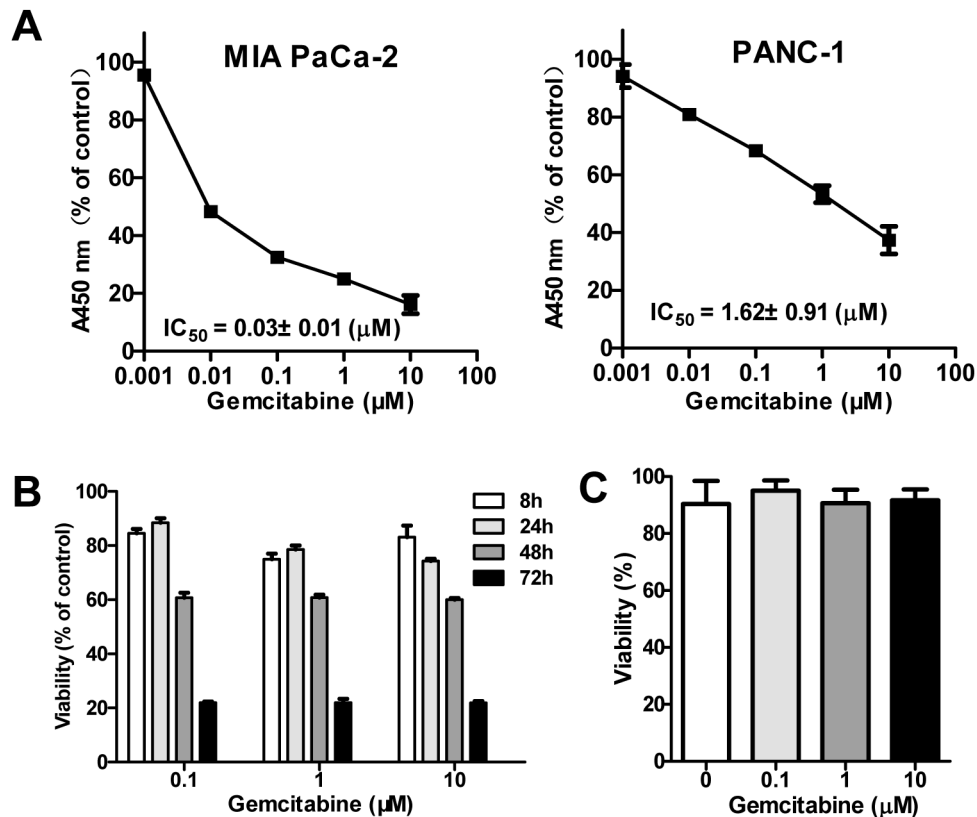 A
MIA PaCa-2
A450 nm (% of control)
100
80
60
40
20
0
IC50 = 0.03± 0.01 (μM)
0.001 0.01 0.1 1 10 100
Gemcitabine (μM)
PANC-1
A450 nm (% of control)
100
80
60
40
20
0
IC50 = 1.62± 0.91 (μM)
0.001 0.01 0.1 1 10 100
Gemcitabine (μM)
B
Viability (% of control)
100
80
60
40
20
0
8h
24h
48h
72h
0.1 1 10
Gemcitabine (μM)
C
Viability (%)
100
80
60
40
20
0
0 0.1 1 10
Gemcitabine (μM)